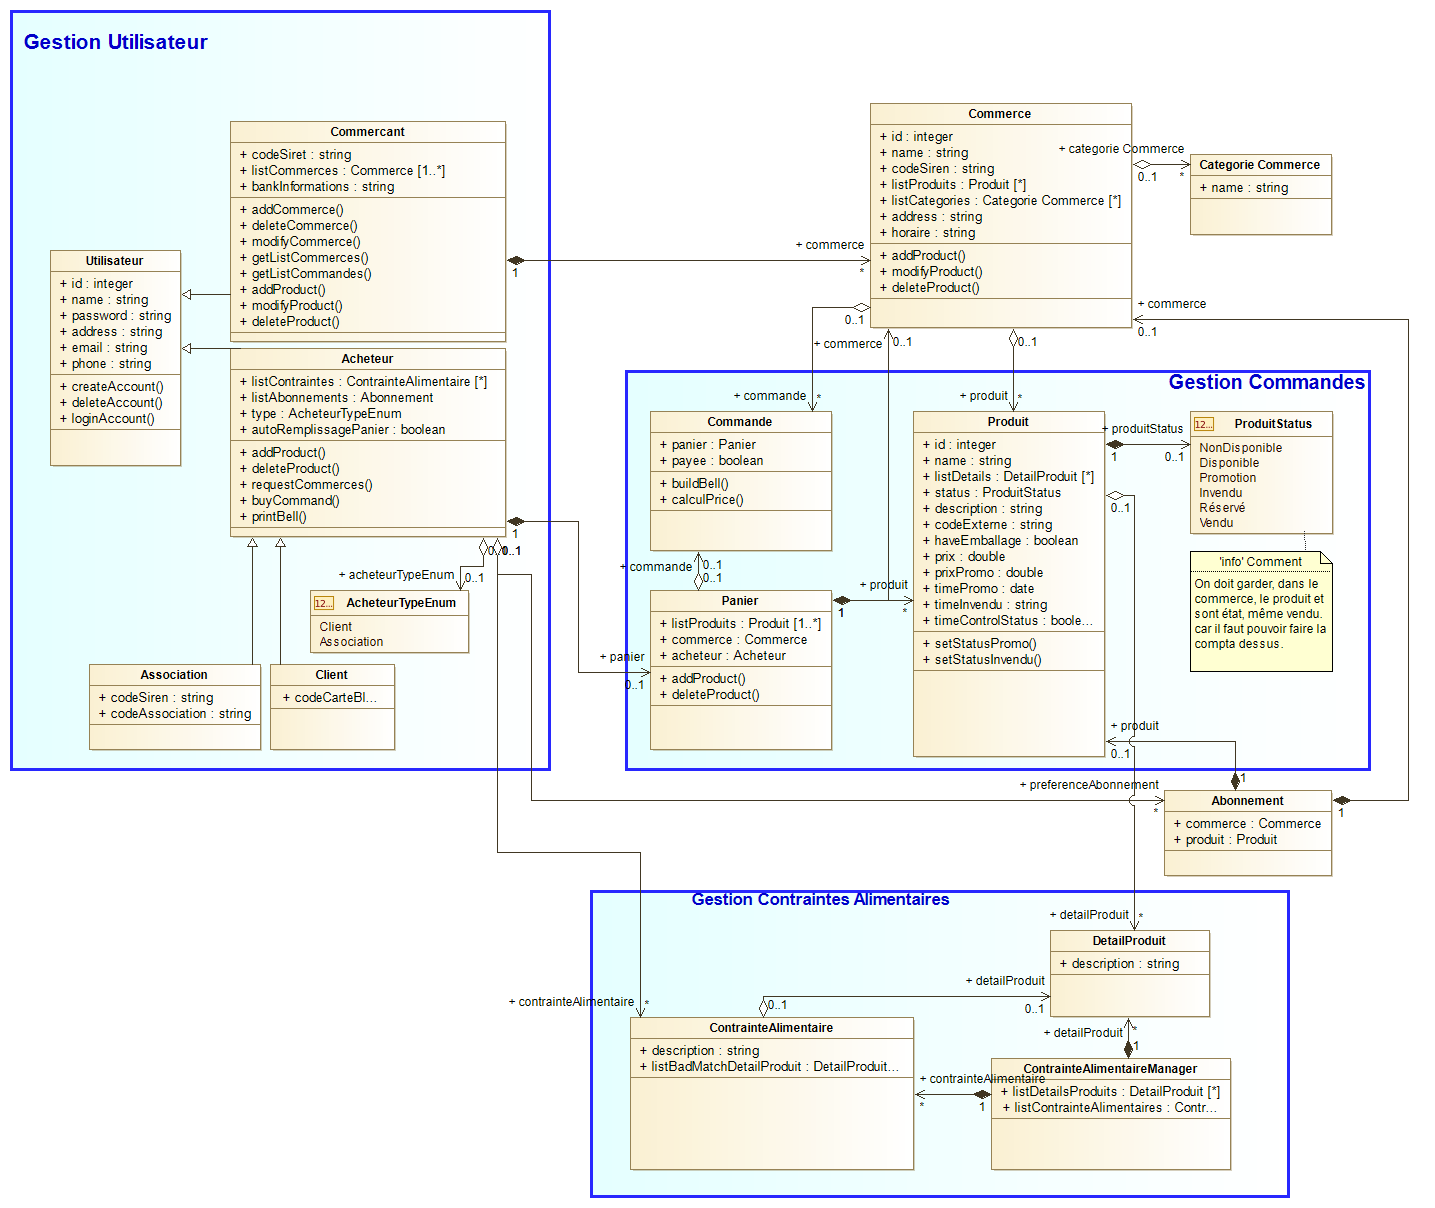 Gestion Utilisateur
Commercant
+ codeSiret : string
+ listCommerces : Commerce [1..*]
+ bankInformations : string
+ addCommerce()
+ deleteCommerce()
+ modifyCommerce()
+ getListCommerces()
+ getListCommandes()
+ addProduct()
+ modifyProduct()
+ deleteProduct()
1
+ commerce
*
Utilisateur
+ id : integer
+ name : string
+ password : string
+ address : string
+ email : string
+ phone : string
+ createAccount()
+ deleteAccount()
+ loginAccount()
Acheteur
+ listContraintes : ContrainteAlimentaire [*]
+ listAbonnements : Abonnement
+ type : AcheteurTypeEnum
+ autoRemplissagePanier : boolean
+ addProduct()
+ deleteProduct()
+ requestCommerces()
+ buyCommand()
+ printBell()
1
0..1
0..1
+ acheteurTypeEnum
0..1
12...
AcheteurTypeEnum
Client
Association
Association
+ codeSiren : string
+ codeAssociation : string
Client
+ codeCarteBl...
Commerce
+ id : integer
+ name : string
+ codeSiren : string
+ listProduits : Produit [*]
+ listCategories : Categorie Commerce [*]
+ address : string
+ horaire : string
+ addProduct()
+ modifyProduct()
+ deleteProduct()
+ categorie Commerce
0..1
*
Categorie Commerce
+ name : string
+ commerce
0..1
0..1
+ commerce
0..1
0..1
Gestion Commandes
+ commande
*
+ produit
*
Commande
+ panier : Panier
+ payee : boolean
+ buildBell()
+ calculPrice()
+ commande
0..1
0..1
Panier
+ listProduits : Produit [1..*]
+ commerce : Commerce
+ acheteur : Acheteur
+ addProduct()
+ deleteProduct()
+ panier
0..1
1
+ produit
*
Produit
+ id : integer
+ name : string
+ listDetails : DetailProduit [*]
+ status : ProduitStatus
+ description : string
+ codeExterne : string
+ haveEmballage : boolean
+ prix : double
+ prixPromo : double
+ timePromo : date
+ timeInvendu : string
+ timeControlStatus : boole...
+ setStatusPromo()
+ setStatusInvendu()
+ produitStatus
1
0..1
0..1
12...
ProduitStatus
NonDisponible
Disponible
Promotion
Invendu
Réservé
Vendu
'info' Comment
On doit garder, dans le
commerce, le produit et
sont état, même vendu.
car il faut pouvoir faire la
compta dessus.
+ produit
0..1
1
+ preferenceAbonnement
*
Abonnement
+ commerce : Commerce
+ produit : Produit
1
Gestion Contraintes Alimentaires
+ detailProduit
*
DetailProduit
+ description : string
+ detailProduit
0..1
0..1
+ contrainteAlimentaire
*
ContrainteAlimentaire
+ description : string
+ listBadMatchDetailProduit : DetailProduit...
+ detailProduit
*
1
ContrainteAlimentaireManager
+ listDetailsProduits : DetailProduit [*]
+ listContrainteAlimentaires : Contr...
+ contrainteAlimentaire
*
1